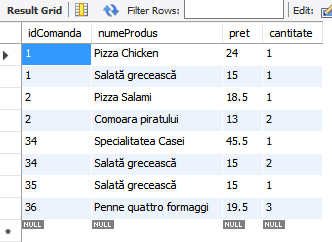 Result Grid Filter Rows: Edit:
idComanda numeProdus pret cantitate
1 Pizza Chicken 24 1
1 Salată grecească 15 1
2 Pizza Salami 18.5 1
2 Comoara piratului 13 2
34 Specialitatea Casei 45.5 1
34 Salată grecească 15 2
35 Salată grecească 15 1
36 Penne quattro formaggi 19.5 3
NULL NULL NULL NULL